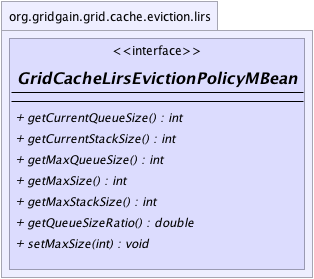 org.gridgain.grid.cache.eviction.lirs
<<interface>>
GridCacheLirsEvictionPolicyMBean
+ getCurrentQueueSize() : int
+ getCurrentStackSize() : int
+ getMaxQueueSize() : int
+ getMaxSize() : int
+ getMaxStackSize() : int
+ getQueueSizeRatio() : double
+ setMaxSize(int) : void